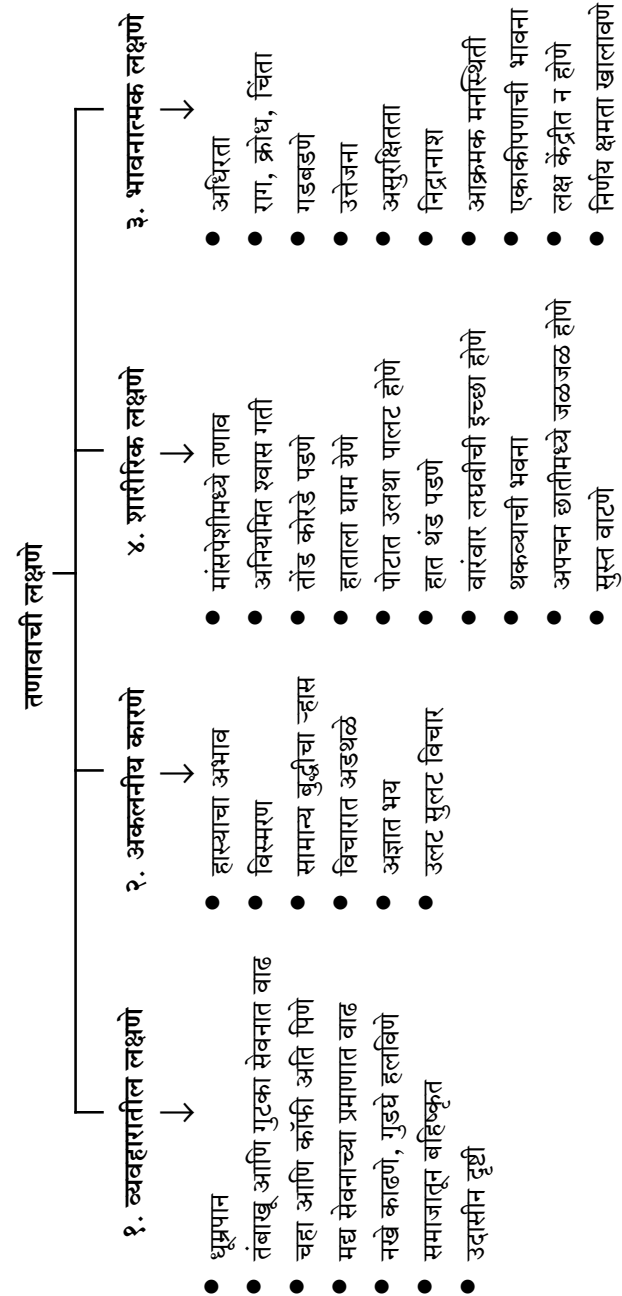 तणावाची लक्षणे
१. व्यवहारातील लक्षणे
● धूम्रपान
● तंबाखू आणि गुटका सेवनात वाढ
● चहा आणि कॉफी अति पिणे
● मद्य सेवनाच्या प्रमाणात वाढ
● नखे काढणे, गुडघे हलविणे
● समाजातून बहिष्कृत
● उदासीन दृष्टी
२. अकलनीय कारणे
● हास्याचा अभाव
● विस्मरण
● सामान्य बुद्धीचा ऱ्हास
● विचारात अडथळे
● अज्ञात भय
● उलट सुलट विचार
४. शारीरिक लक्षणे
● मांसपेशीमध्ये तणाव
● अनियमित श्वास गती
● तोंड कोरडे पडणे
● हाताला घाम येणे
● पोटात उलथा पालट होणे
● हात थंड पडणे
● वारंवार लघवीची इच्छा होणे
● थकव्याची भवना
● अपचन छातीमध्ये जळजळ होणे
● सुस्त वाटणे
३. भावनात्मक लक्षणे
● अधिरता
● राग, क्रोध, चिंता
● गडबडणे
● उत्तेजना
● असुरक्षितता
● निद्रानाश
● आक्रमक मनस्थिती
● एकाकीपणाची भावना
● लक्ष केंद्रीत न होणे
● निर्णय क्षमता खालावणे